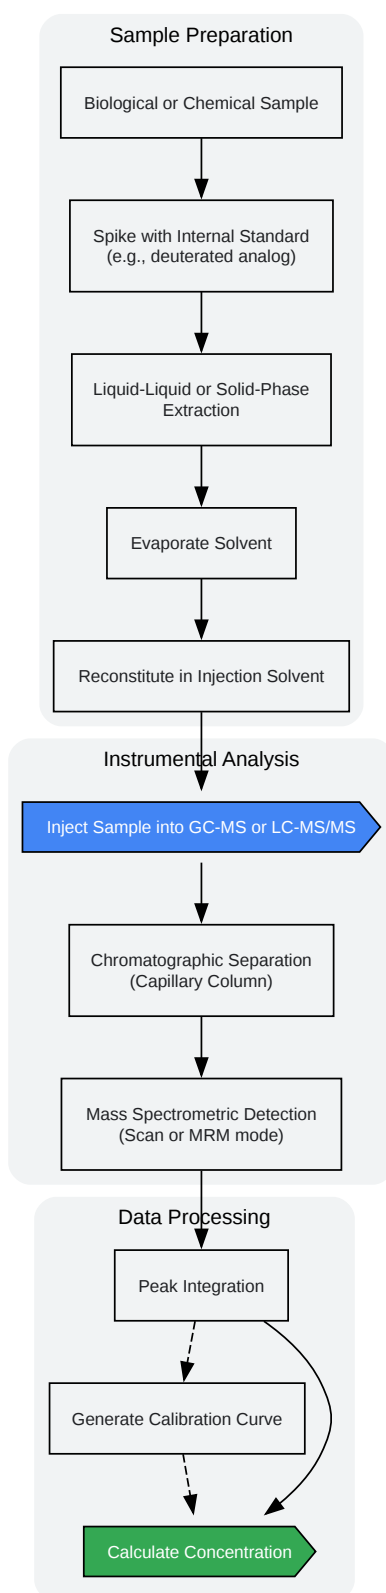 Sample Preparation
Biological or Chemical Sample
Spike with Internal Standard
(e.g., deuterated analog)
Liquid-Liquid or Solid-Phase
Extraction
Evaporate Solvent
Reconstitute in Injection Solvent
Instrumental Analysis
Inject Sample into GC-MS or LC-MS/MS
Chromatographic Separation
(Capillary Column)
Mass Spectrometric Detection
(Scan or MRM mode)
Data Processing
Peak Integration
Generate Calibration Curve
Calculate Concentration